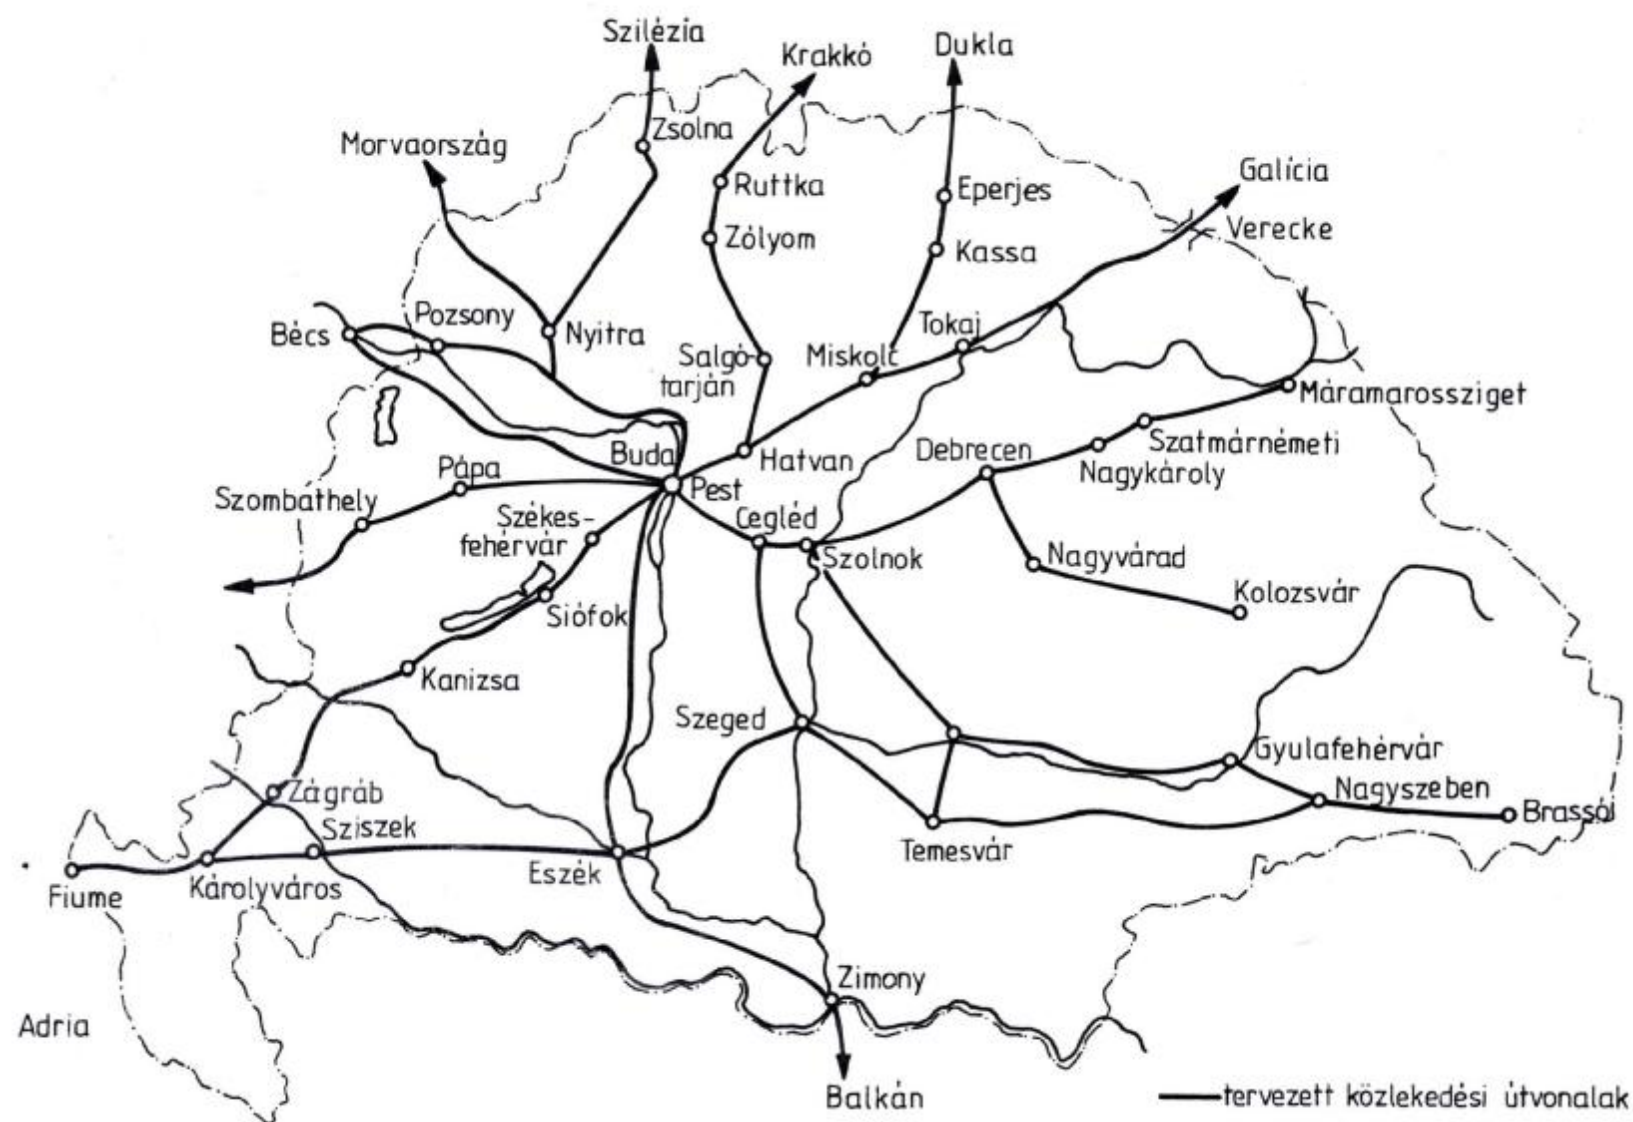 Szilézía
Krakkó
Dukla
Morvaország
Zsolna
Ruttka
Eperjes
Galícia
Zólyom
Kassa
Verecke
Bécs
Pozsony
Nyitra
Salgó-
tarján
Miskolc
Tokaj
Máramarossziget
Buda
Pest
Hatvan
Debrecen
Szatmárnémeti
Nagykároly
Pápa
Szombathely
Székes-
fehérvár
Cegléd
Szolnok
Nagyvárad
Kolozsvár
Siófok
Kanizsa
Szeged
Gyulafehérvár
Nagyszeben
Brassó
Zágráb
Sziszek
Temesvár
Eszék
Fiume
Károlyváros
Zimony
Adria
Balkán
tervezett közlekedési útvonalak